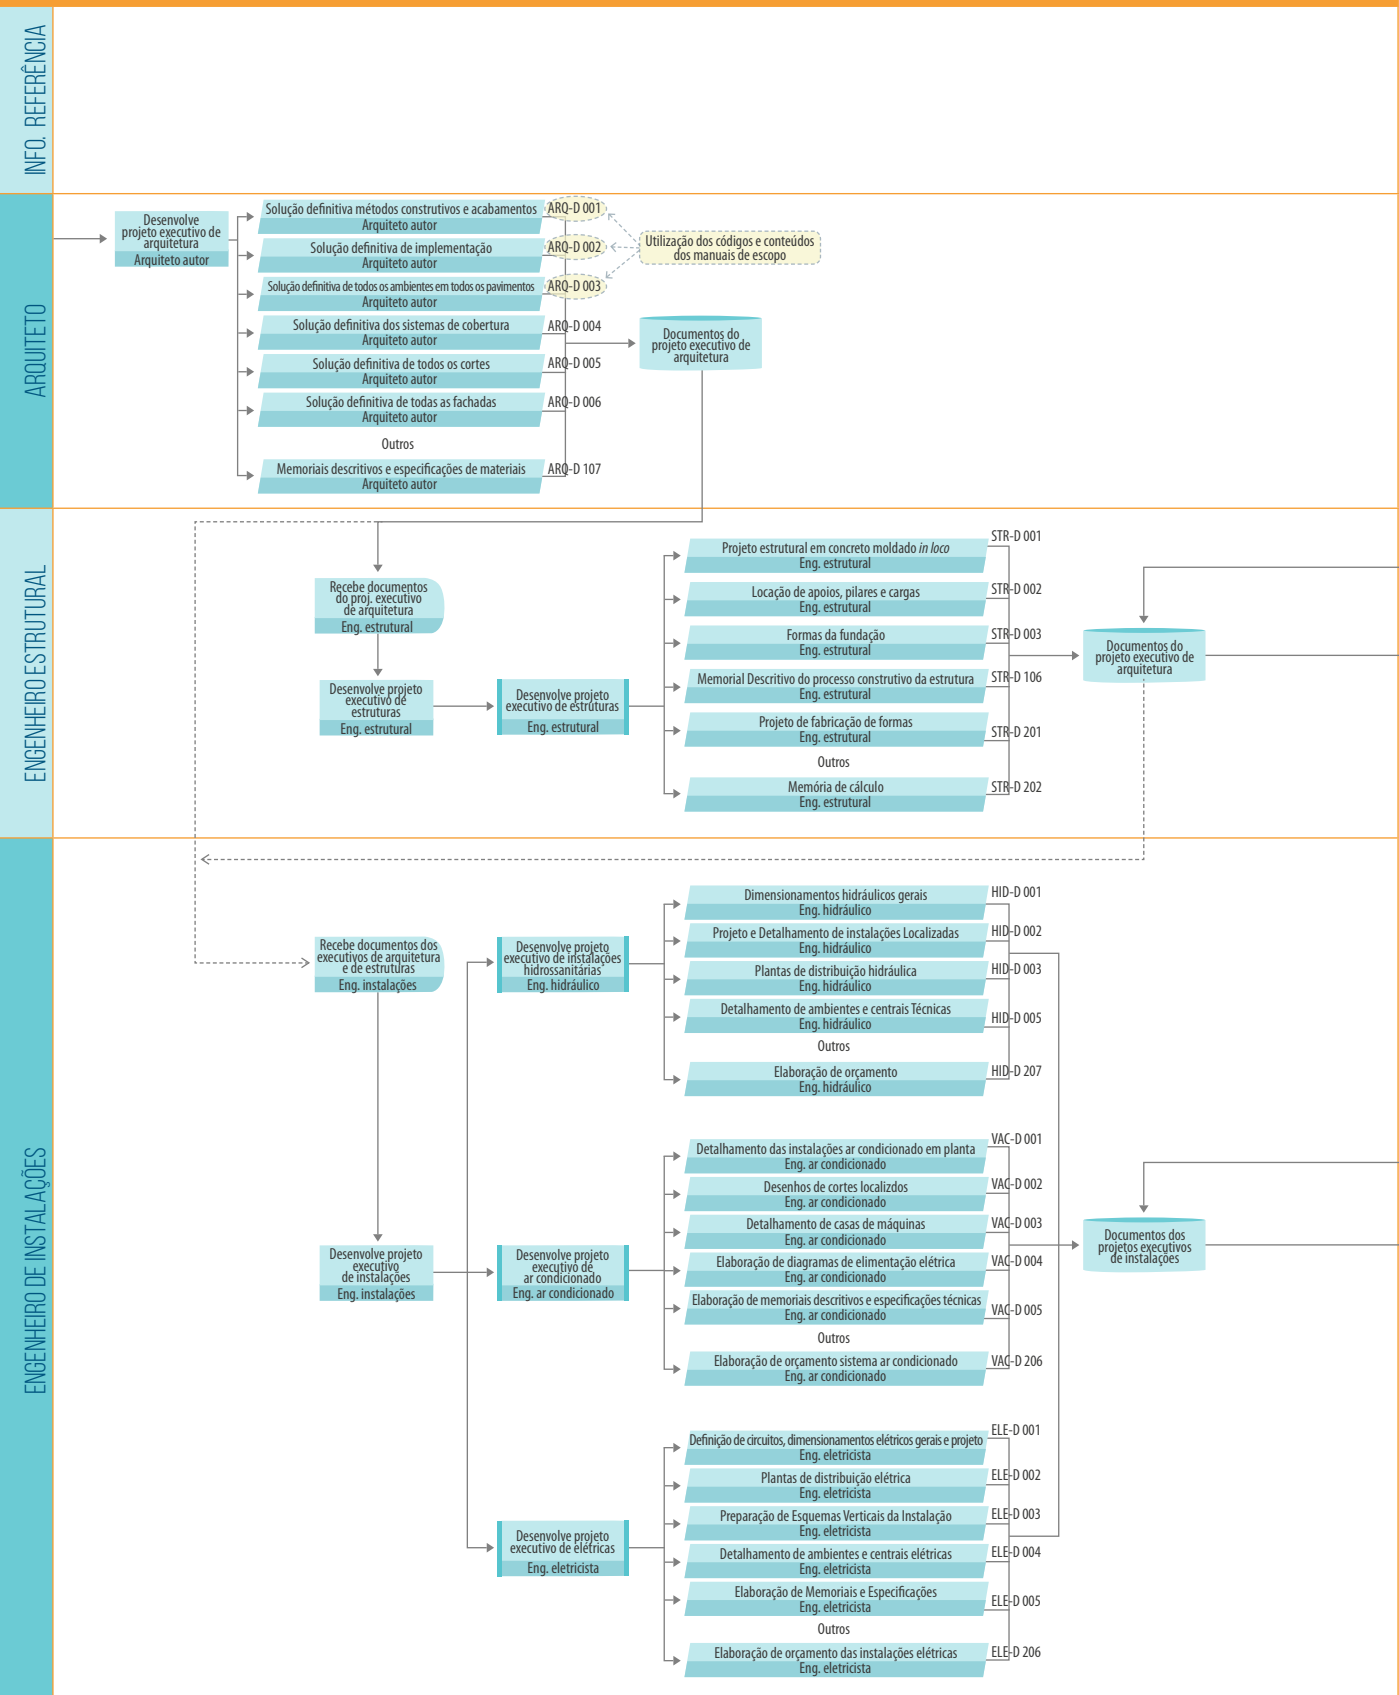 INFO. REFERÊNCIA
ARQUITETO
Desenvolve
projeto executivo de
arquitetura
Arquiteto autor
Solução definitiva métodos construtivos e acabamentos
Arquiteto autor
ARQ-D 001
Solução definitiva de implementação
Arquiteto autor
ARQ-D 002
Solução definitiva de todos os ambientes em todos os pavimentos
Arquiteto autor
ARQ-D 003
Utilização dos códigos e conteúdos
dos manuais de escopo
Solução definitiva dos sistemas de cobertura
Arquiteto autor
ARQ-D 004
Solução definitiva de todos os cortes
Arquiteto autor
ARQ-D 005
Solução definitiva de todas as fachadas
Arquiteto autor
ARQ-D 006
Outros
Memoriais descritivos e especificações de materiais
Arquiteto autor
ARQ-D 107
Documentos do
projeto executivo de
arquitetura
ENGENHEIRO ESTRUTURAL
Recebe documentos
do proj. executivo
de arquitetura
Eng. estrutural
Desenvolve projeto
executivo de
estruturas
Eng. estrutural
Desenvolve projeto
executivo de estruturas
Eng. estrutural
Projeto estrutural em concreto moldado in loco
Eng. estrutural
STR-D 001
Locação de apoios, pilares e cargas
Eng. estrutural
STR-D 002
Formas da fundação
Eng. estrutural
STR-D 003
Memorial Descritivo do processo construtivo da estrutura
Eng. estrutural
STR-D 106
Projeto de fabricação de formas
Eng. estrutural
STR-D 201
Outros
Memória de cálculo
Eng. estrutural
STR-D 202
Documentos do
projeto executivo de
arquitetura
ENGENHEIRO DE INSTALAÇÕES
Recebe documentos dos
executivos de arquitetura
e de estruturas
Eng. instalações
Desenvolve projeto
executivo
de instalações
Eng. instalações
Desenvolve projeto
executivo de instalações
hidrossanitárias
Eng. hidráulico
Dimensionamentos hidráulicos gerais
Eng. hidráulico
HID-D 001
Projeto e Detalhamento de instalações Localizadas
Eng. hidráulico
HID-D 002
Plantas de distribuição hidráulica
Eng. hidráulico
HID-D 003
Detalhamento de ambientes e centrais Técnicas
Eng. hidráulico
HID-D 005
Outros
Elaboração de orçamento
Eng. hidráulico
HID-D 207
Desenvolve projeto
executivo de
ar condicionado
Eng. ar condicionado
Detalhamento das instalações ar condicionado em planta
Eng. ar condicionado
VAC-D 001
Desenhos de cortes localizdos
Eng. ar condicionado
VAC-D 002
Detalhamento de casas de máquinas
Eng. ar condicionado
VAC-D 003
Elaboração de diagramas de elimentação elétrica
Eng. ar condicionado
VAC-D 004
Elaboração de memoriais descritivos e especificações técnicas
Eng. ar condicionado
VAC-D 005
Outros
Elaboração de orçamento sistema ar condicionado
Eng. ar condicionado
VAC-D 206
Documentos dos
projetos executivos
de instalações
Desenvolve projeto
executivo de elétricas
Eng. eletricista
Definição de circuitos, dimensionamentos elétricos gerais e projeto
Eng. eletricista
ELE-D 001
Plantas de distribuição elétrica
Eng. eletricista
ELE-D 002
Preparação de Esquemas Verticais da Instalação
Eng. eletricista
ELE-D 003
Detalhamento de ambientes e centrais elétricas
Eng. eletricista
ELE-D 004
Elaboração de Memoriais e Especificações
Eng. eletricista
ELE-D 005
Outros
Elaboração de orçamento das instalações elétricas
Eng. eletricista
ELE-D 206